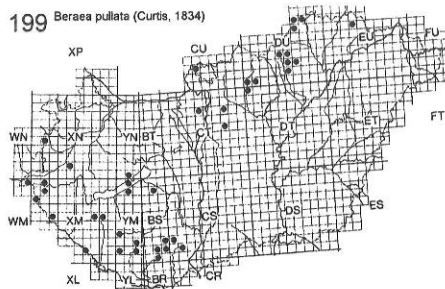 199 Beraea pullata (Curtis, 1834)
XP CU DU EU FU
WN XN YN BT CT DT ET FT
WM XM YM BS CS DS ES
XL YL BR CR